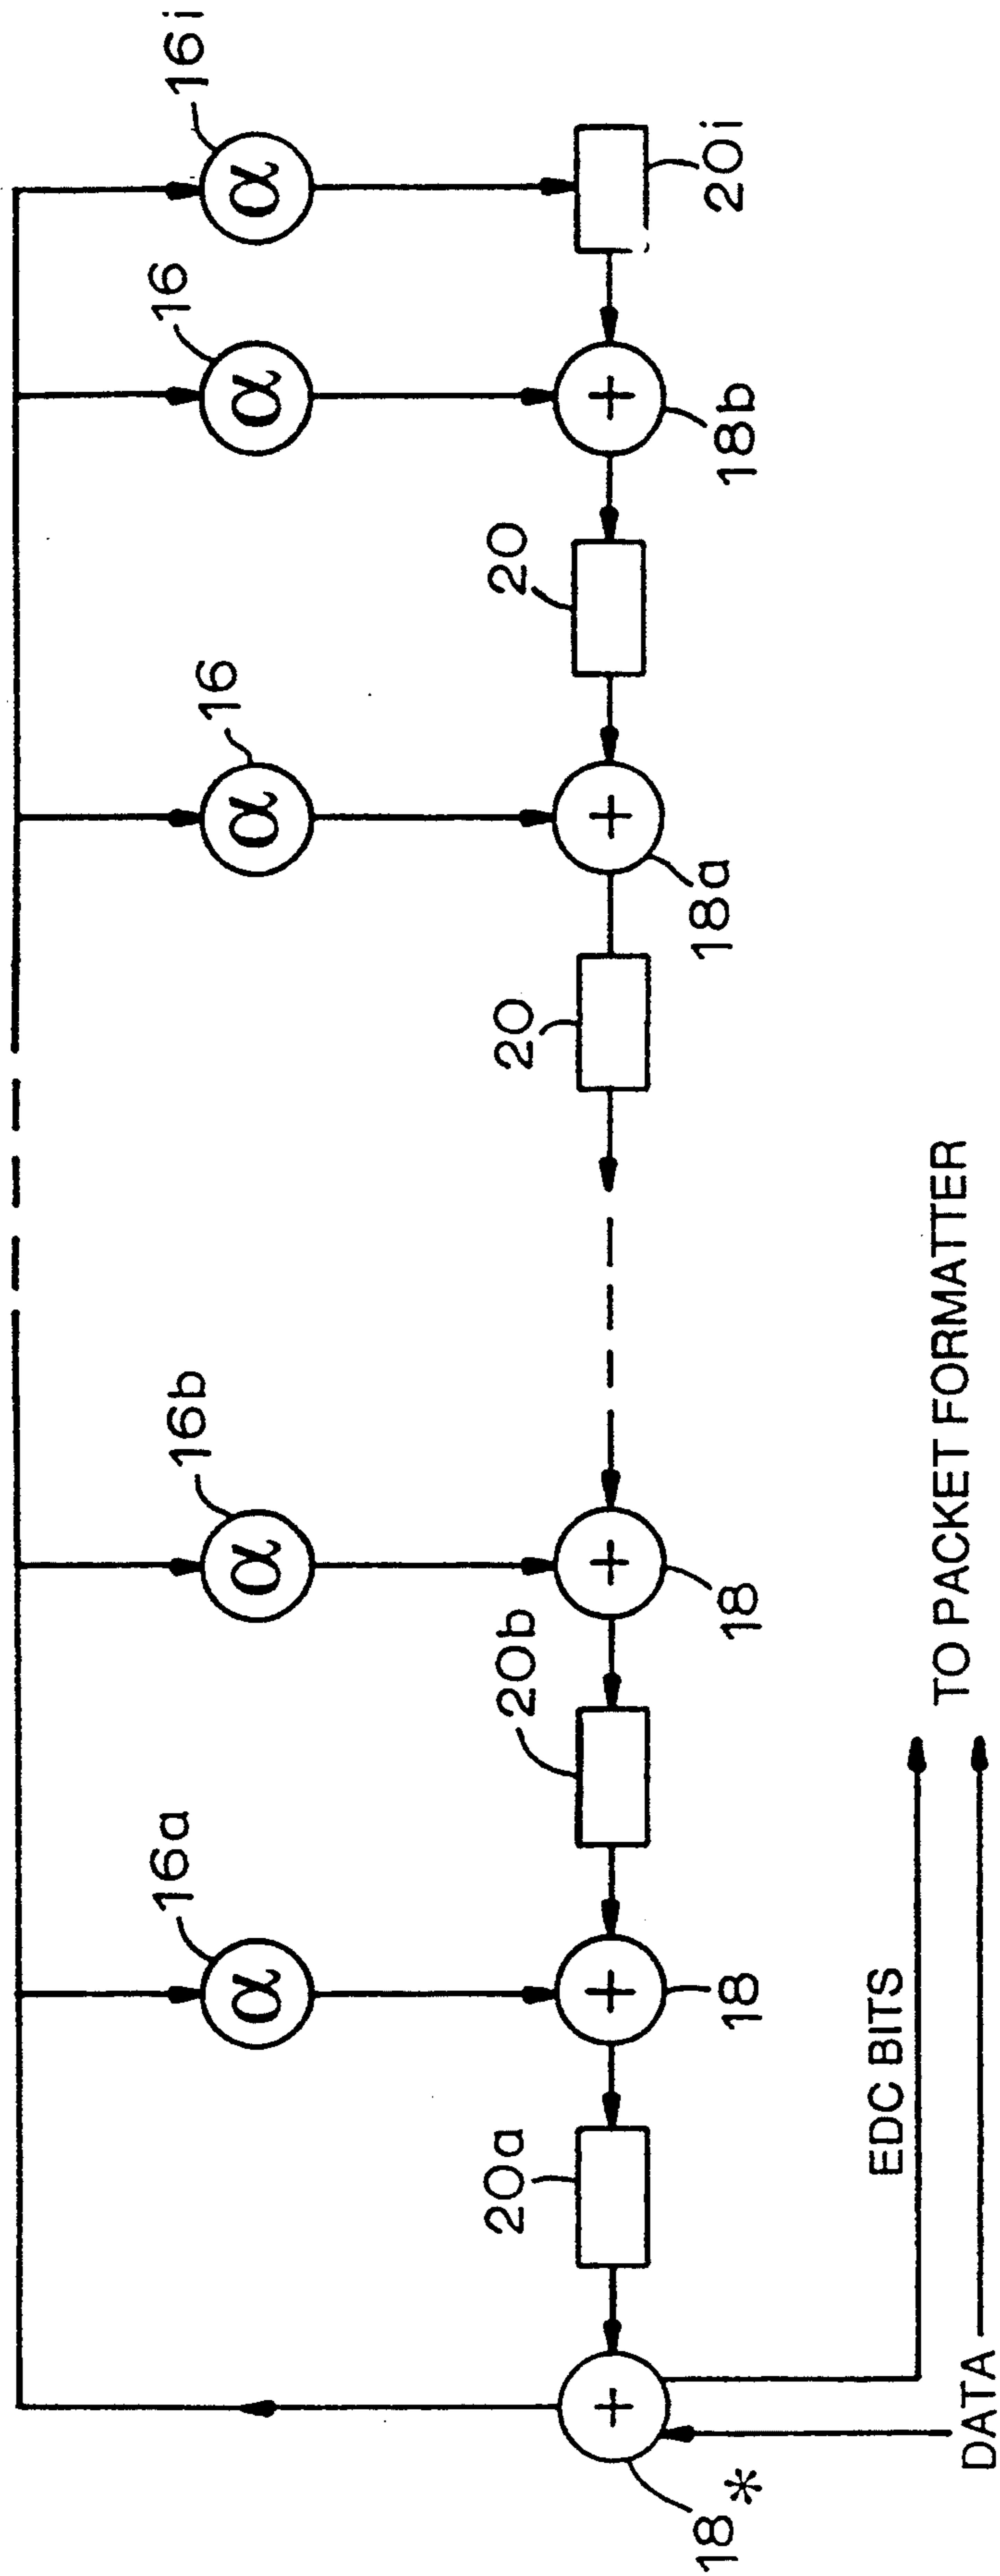 16a
16b
16
16
16i
α
α
α
α
α
20a
20b
20
20
20i
+
+
+
+
+
18*
18
18
18a
18b
EDC BITS
DATA
TO PACKET FORMATTER